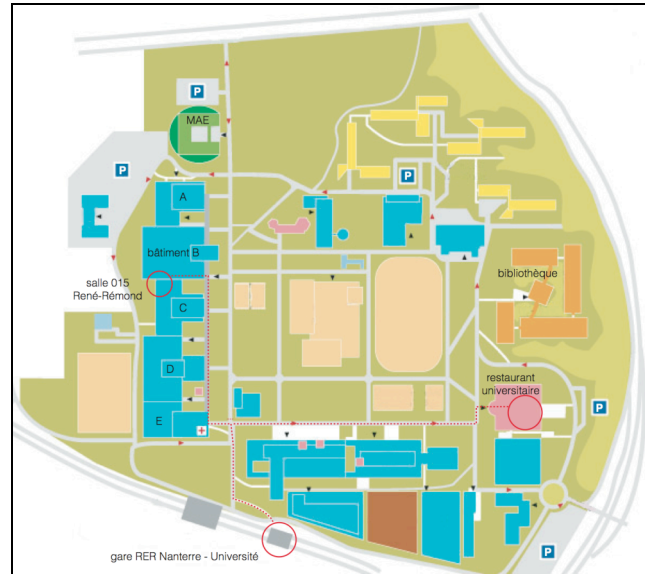 P
MAE
P
P
A
bâtiment B
salle 015
René-Rémond
bibliothèque
C
D
restaurant
universitaire
E
P
gare RER Nanterre - Université
P